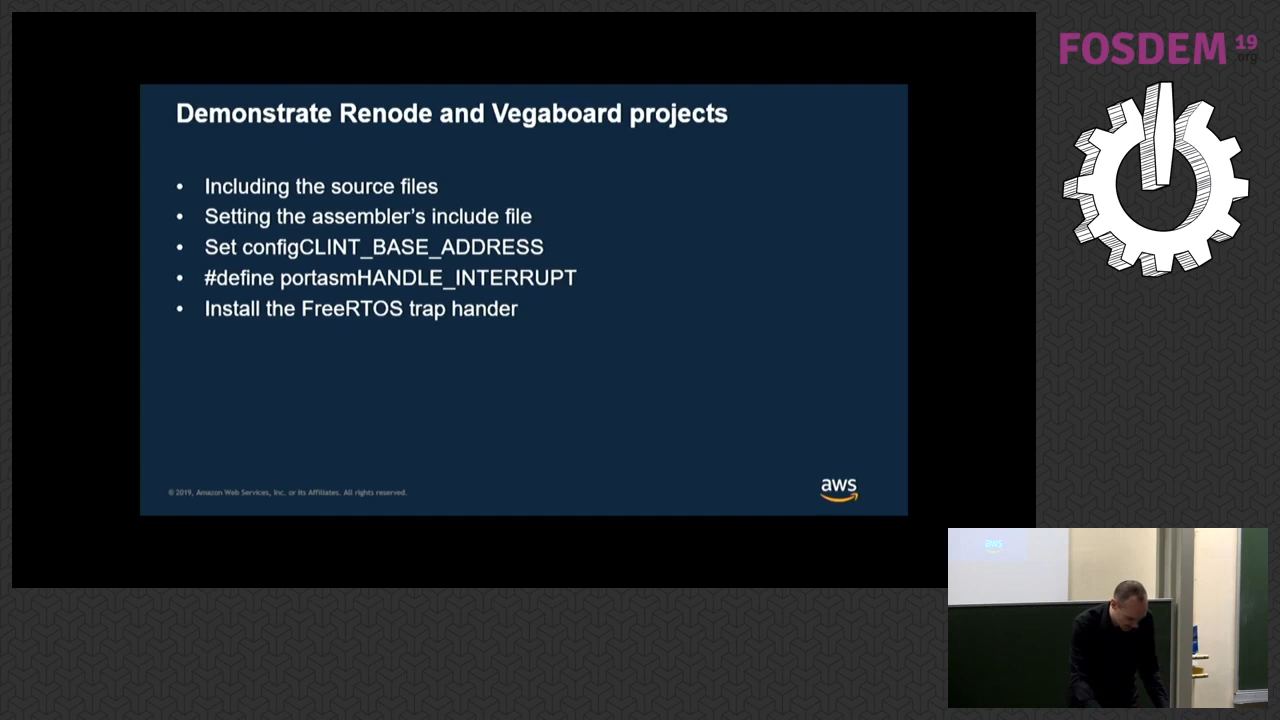 FOSDEM 19
.org
Demonstrate Renode and Vegaboard projects
• Including the source files
• Setting the assembler's include file
• Set configCLINT_BASE_ADDRESS
• #define portasmHANDLE_INTERRUPT
• Install the FreeRTOS trap hander
© 2019, Amazon Web Services, Inc. or its Affiliates. All rights reserved.
aws
aws